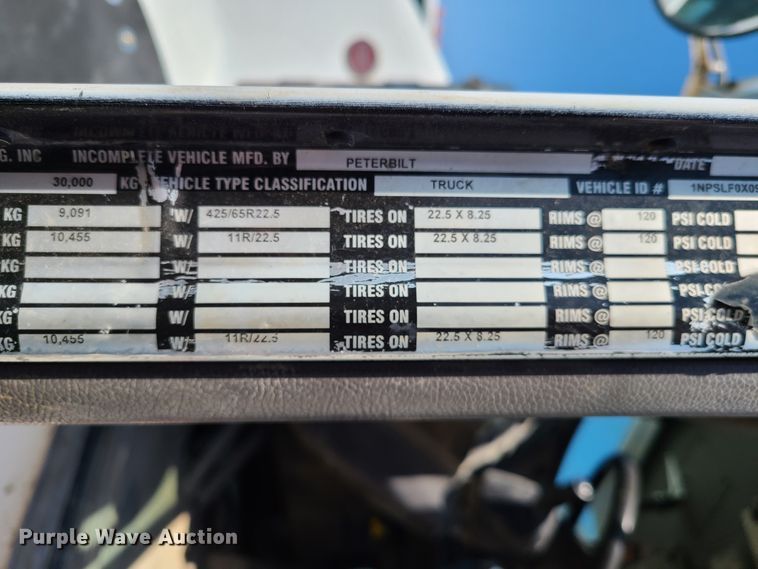 G. INC INCOMPLETE VEHICLE MFD. BY PETERBILT DATE
30,000 KG VEHICLE TYPE CLASSIFICATION TRUCK VEHICLE ID # 1NPSLF0X09
KG 9,091 W/ 425/65R22.5 TIRES ON 22.5 X 8.25 RIMS @ 120 PSI COLD
KG 10,455 W/ 11R/22.5 TIRES ON 22.5 X 8.25 RIMS @ 120 PSI COLD
KG W/ TIRES ON RIMS @ PSI COLD
KG W/ TIRES ON RIMS @ PSI COLD
KG W/ TIRES ON RIMS @ PSI COLD
KG 10,455 W/ 11R/22.5 TIRES ON 22.5 X 8.25 RIMS @ 120 PSI COLD
Purple Wave Auction